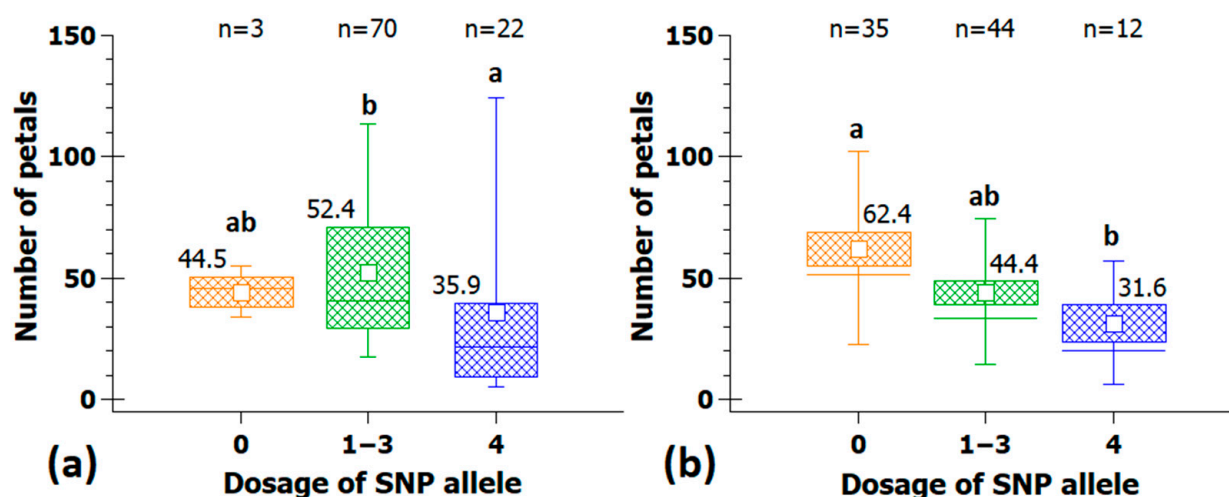 n=3 n=70 n=22
150
100
50
0
Number of petals
ab
b
a
44.5
52.4
35.9
0 1–3 4
Dosage of SNP allele
(a)
n=35 n=44 n=12
150
100
50
0
Number of petals
a
ab
b
62.4
44.4
31.6
0 1–3 4
Dosage of SNP allele
(b)